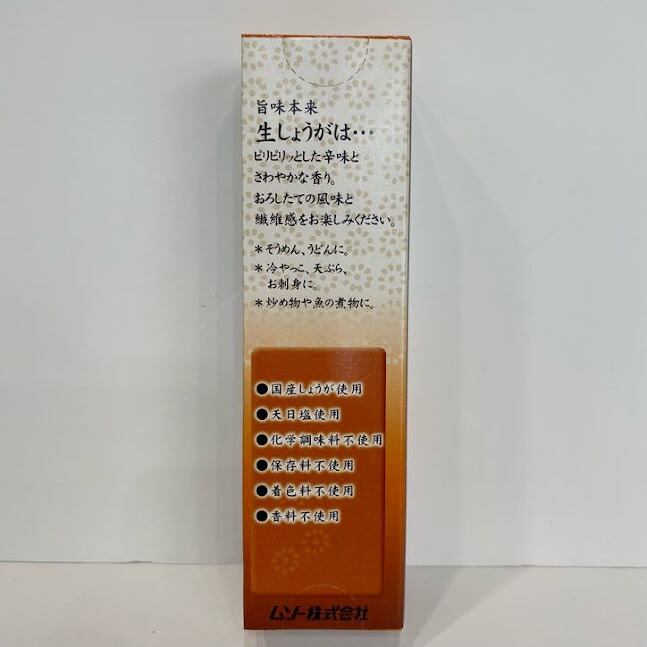 旨味本来
生しょうがは・・・
ピリピリッとした辛味と
さわやかな香り。
おろしたての風味と
繊維感をお楽しみください。
＊そうめん、うどんに。
＊冷やっこ、天ぷら、
お刺身に。
＊炒め物や魚の煮物に。
●国産しょうが使用
●天日塩使用
●化学調味料不使用
●保存料不使用
●着色料不使用
●香料不使用
ムソー株式会社